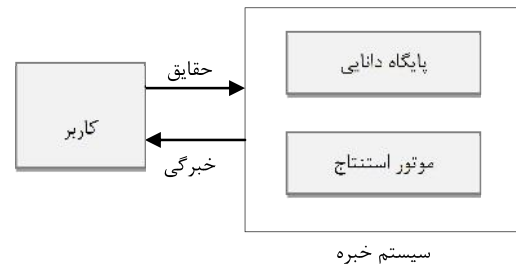 پایگاه دانایی
حقایق
کاربر
موتور استنتاج
خبرگی
سیستم خبره